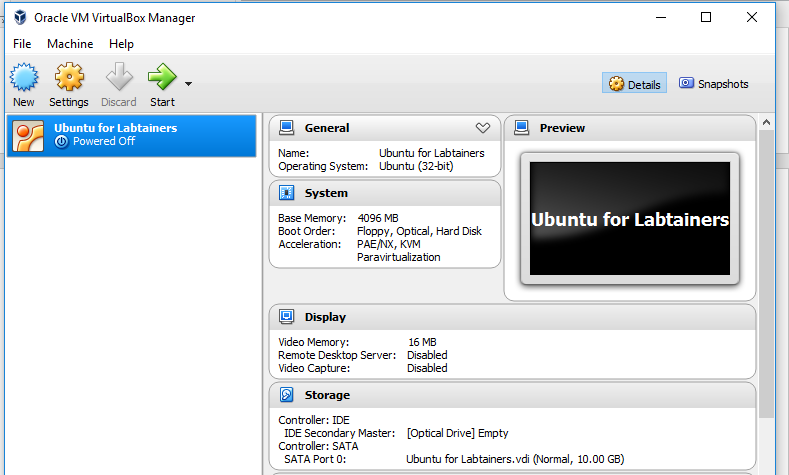 Oracle VM VirtualBox Manager
File Machine Help
New Settings Discard Start
Details Snapshots
Ubuntu for Labtainers
Powered Off
General
Name: Ubuntu for Labtainers
Operating System: Ubuntu (32-bit)
System
Base Memory: 4096 MB
Boot Order: Floppy, Optical, Hard Disk
Acceleration: PAE/NX, KVM
Paravirtualization
Preview
Ubuntu for Labtainers
Display
Video Memory: 16 MB
Remote Desktop Server: Disabled
Video Capture: Disabled
Storage
Controller: IDE
IDE Secondary Master: [Optical Drive] Empty
Controller: SATA
SATA Port 0: Ubuntu for Labtainers.vdi (Normal, 10.00 GB)